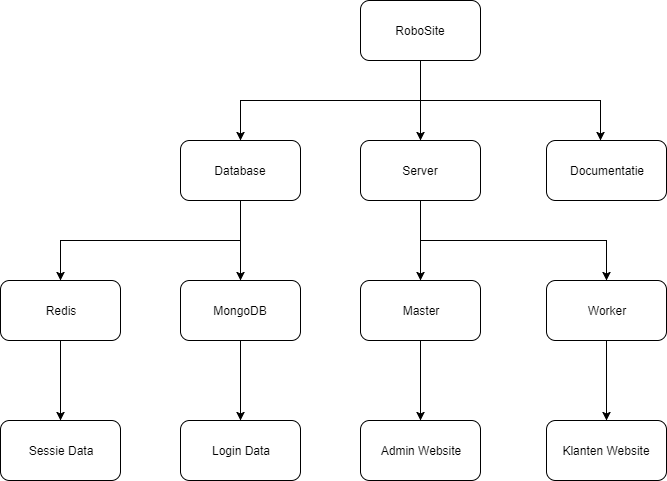 RoboSite
Database
Server
Documentatie
Redis
MongoDB
Master
Worker
Sessie Data
Login Data
Admin Website
Klanten Website